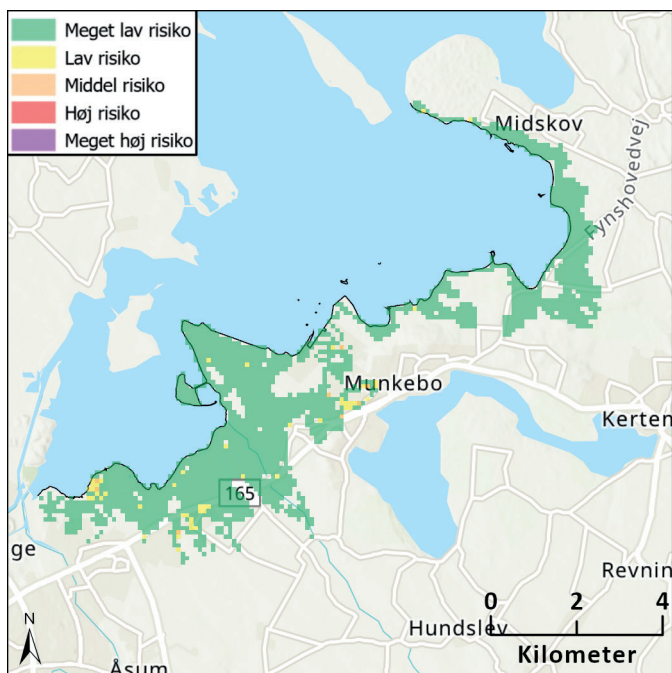 Meget lav risiko
Lav risiko
Middel risiko
Høj risiko
Meget høj risiko
Midskov
Fynshovedvej
Munkebo
Kerten
165
ge
Revnin
0 2 4
Hundslev
Kilometer
N
Åsum